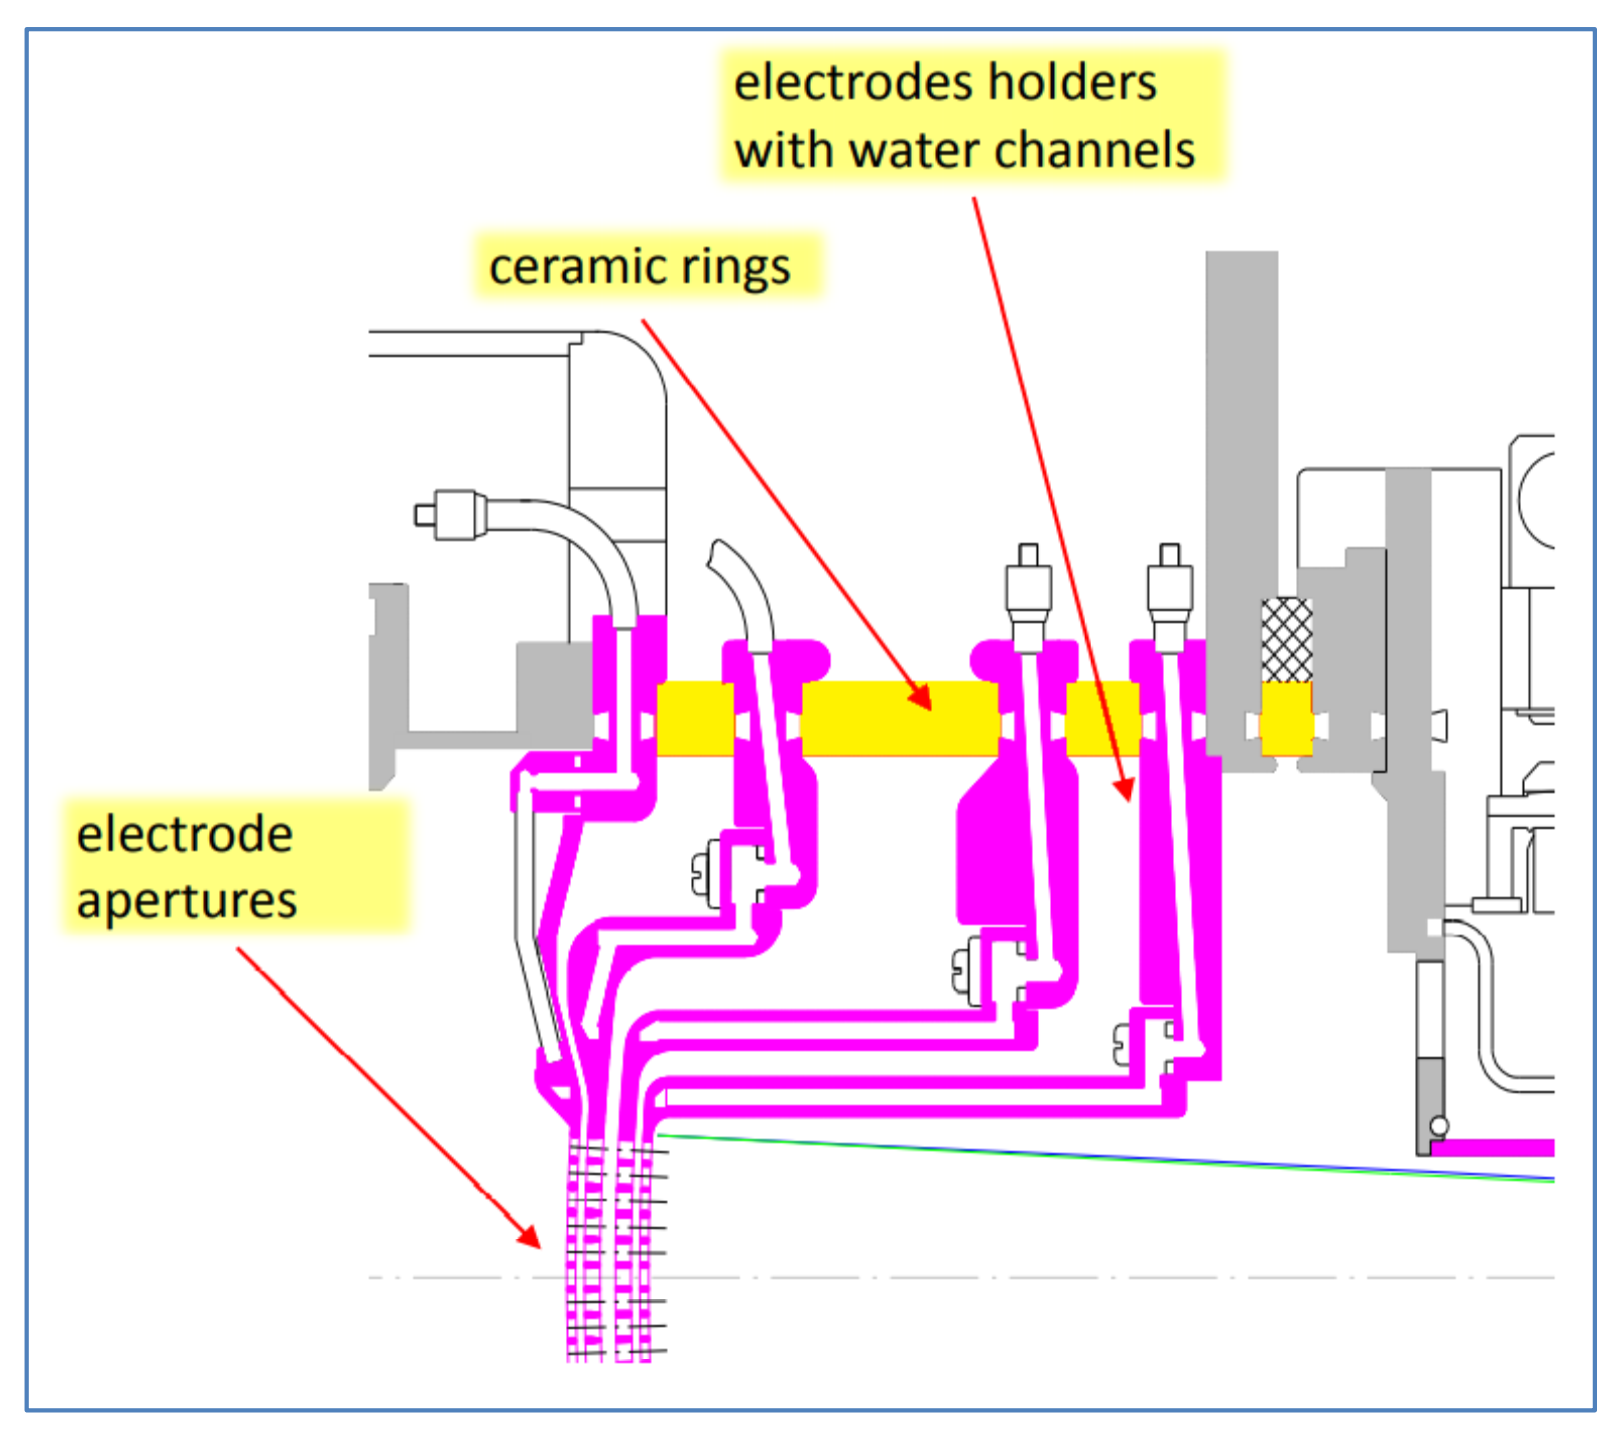 electrodes holders
with water channels
ceramic rings
electrode
apertures